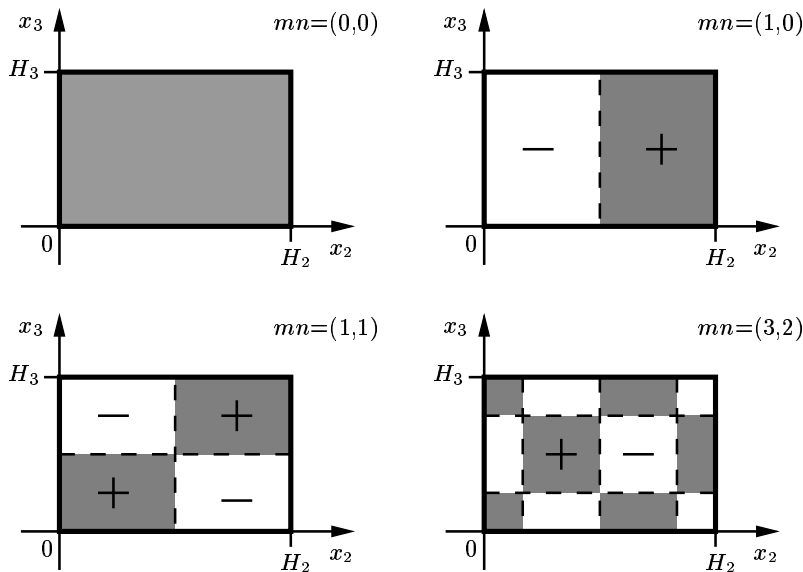 x₃ mn=(0,0)
H₃
0 H₂ x₂
x₃ mn=(1,0)
H₃
− +
0 H₂ x₂
x₃ mn=(1,1)
H₃
− +
+ −
0 H₂ x₂
x₃ mn=(3,2)
H₃
+ −
0 H₂ x₂